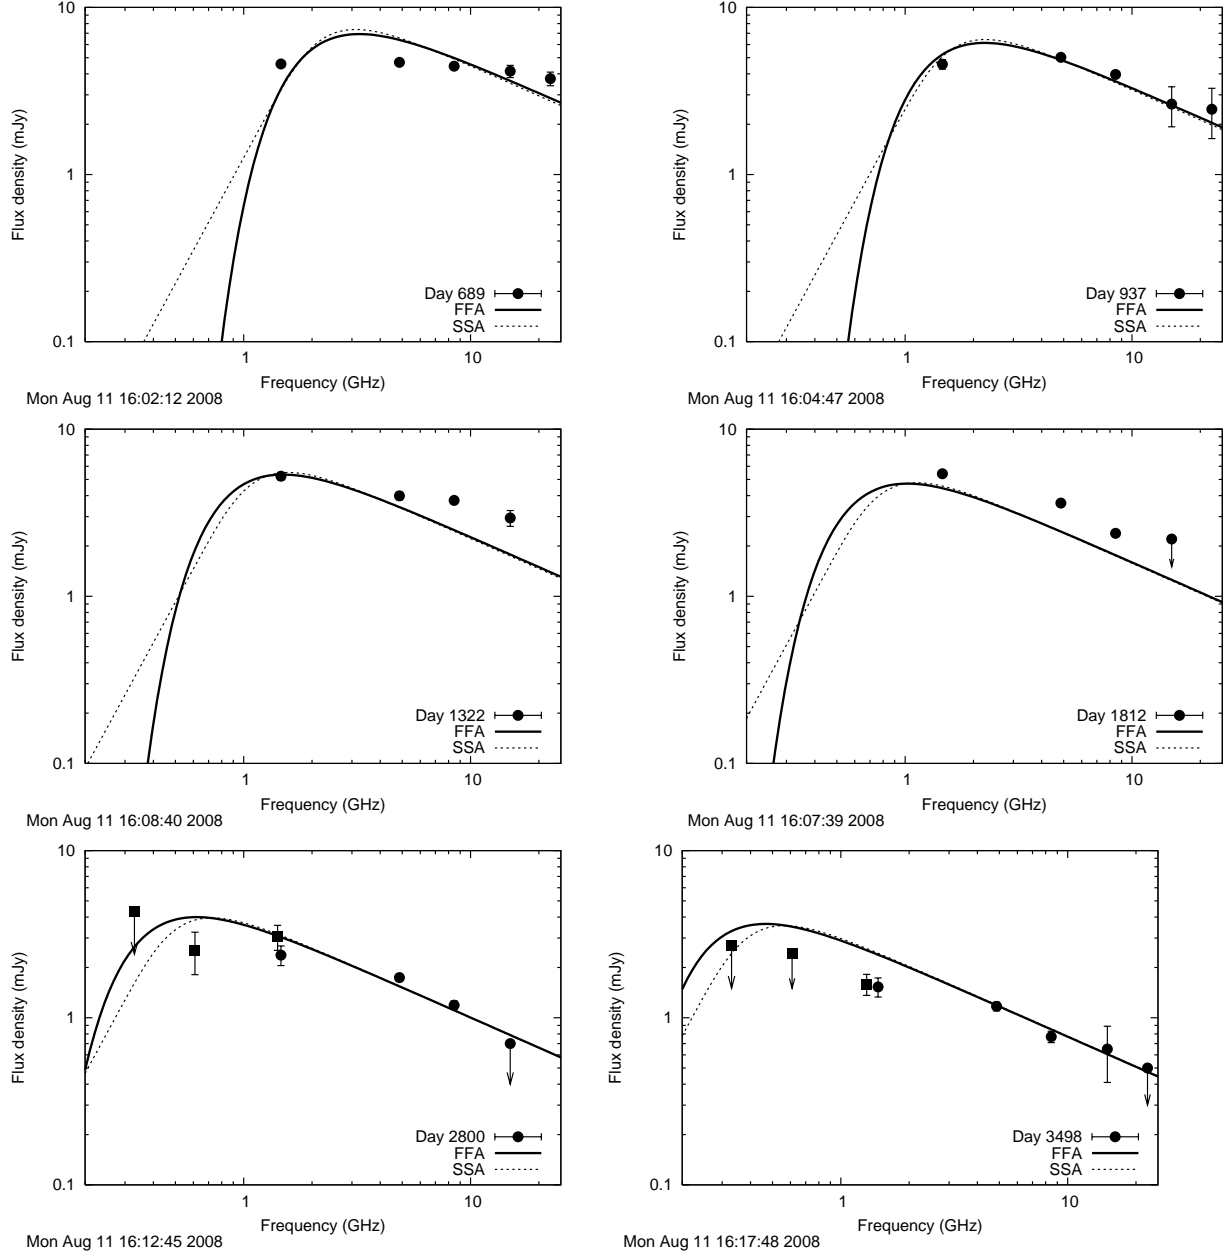 10
1
0.1
1
10
Flux density (mJy)
Frequency (GHz)
Day 689
FFA
SSA
Mon Aug 11 16:02:12 2008
10
1
0.1
1
10
Flux density (mJy)
Frequency (GHz)
Day 937
FFA
SSA
Mon Aug 11 16:04:47 2008
10
1
0.1
1
10
Flux density (mJy)
Frequency (GHz)
Day 1322
FFA
SSA
Mon Aug 11 16:08:40 2008
10
1
0.1
1
10
Flux density (mJy)
Frequency (GHz)
Day 1812
FFA
SSA
Mon Aug 11 16:07:39 2008
10
1
0.1
1
10
Flux density (mJy)
Frequency (GHz)
Day 2800
FFA
SSA
Mon Aug 11 16:12:45 2008
10
1
0.1
1
10
Flux density (mJy)
Frequency (GHz)
Day 3498
FFA
SSA
Mon Aug 11 16:17:48 2008